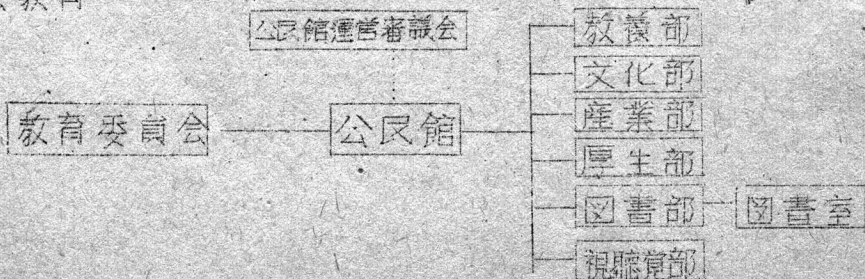 教育
公民館運営審議会
教養部
文化部
教育委員会
公民館
産業部
厚生部
図書部
図書室
視聴覚部